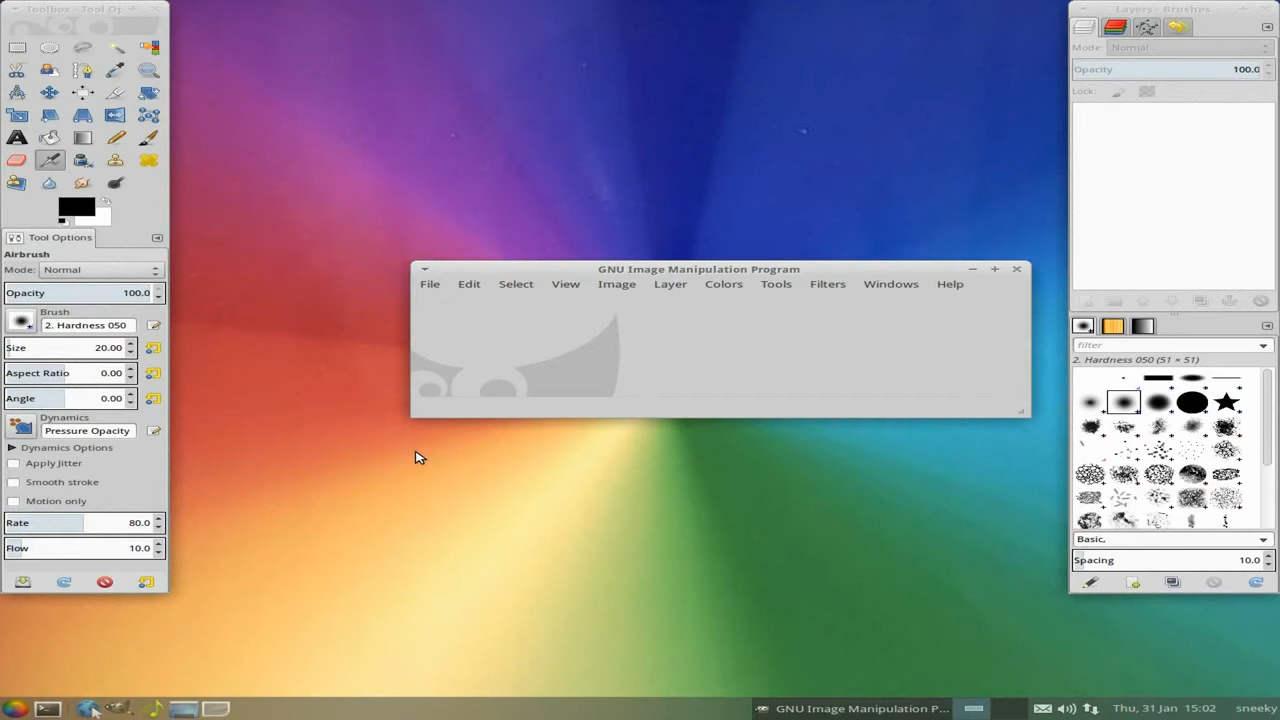 Toolbox - Tool Op
Airbrush
Tool Options
Mode: Normal
Opacity 100.0
Brush
2. Hardness 050
Size 20.00
Aspect Ratio 0.00
Angle 0.00
Dynamics
Pressure Opacity
Dynamics Options
Apply Jitter
Smooth stroke
Motion only
Rate 80.0
Flow 10.0
GNU Image Manipulation Program
File Edit Select View Image Layer Colors Tools Filters Windows Help
Layers - Brushes
Mode: Normal
Opacity 100.0
Lock:
filter
2. Hardness 050 (51 × 51)
Basic,
Spacing 10.0
GNU Image Manipulation P...
Thu, 31 Jan 15:02 sneeky